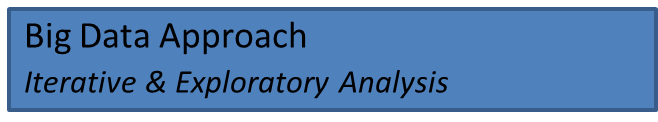 Big Data Approach
Iterative & Exploratory Analysis